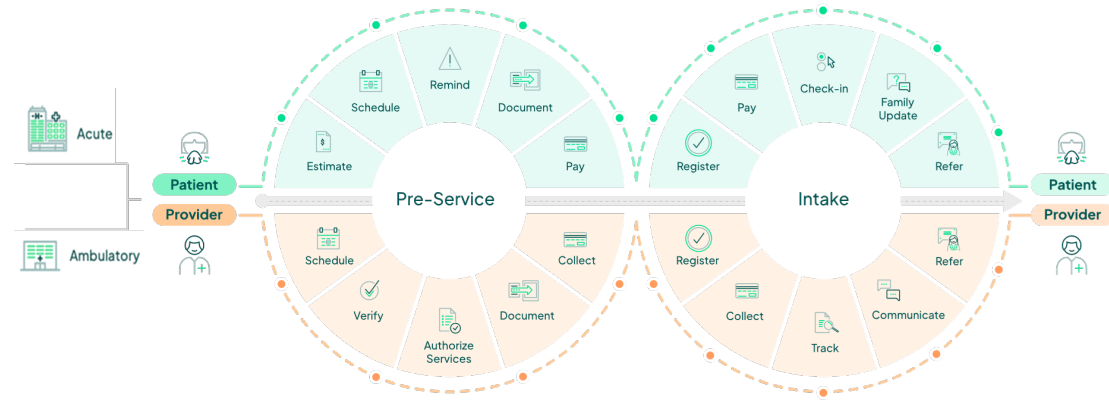 Remind
Check-in
Schedule
Document
Pay
Family
Update
Acute
Estimate
Pay
Register
Refer
Patient
Patient
Pre-Service
Intake
Provider
Provider
Ambulatory
Schedule
Collect
Register
Refer
Verify
Document
Collect
Communicate
Authorize
Services
Track